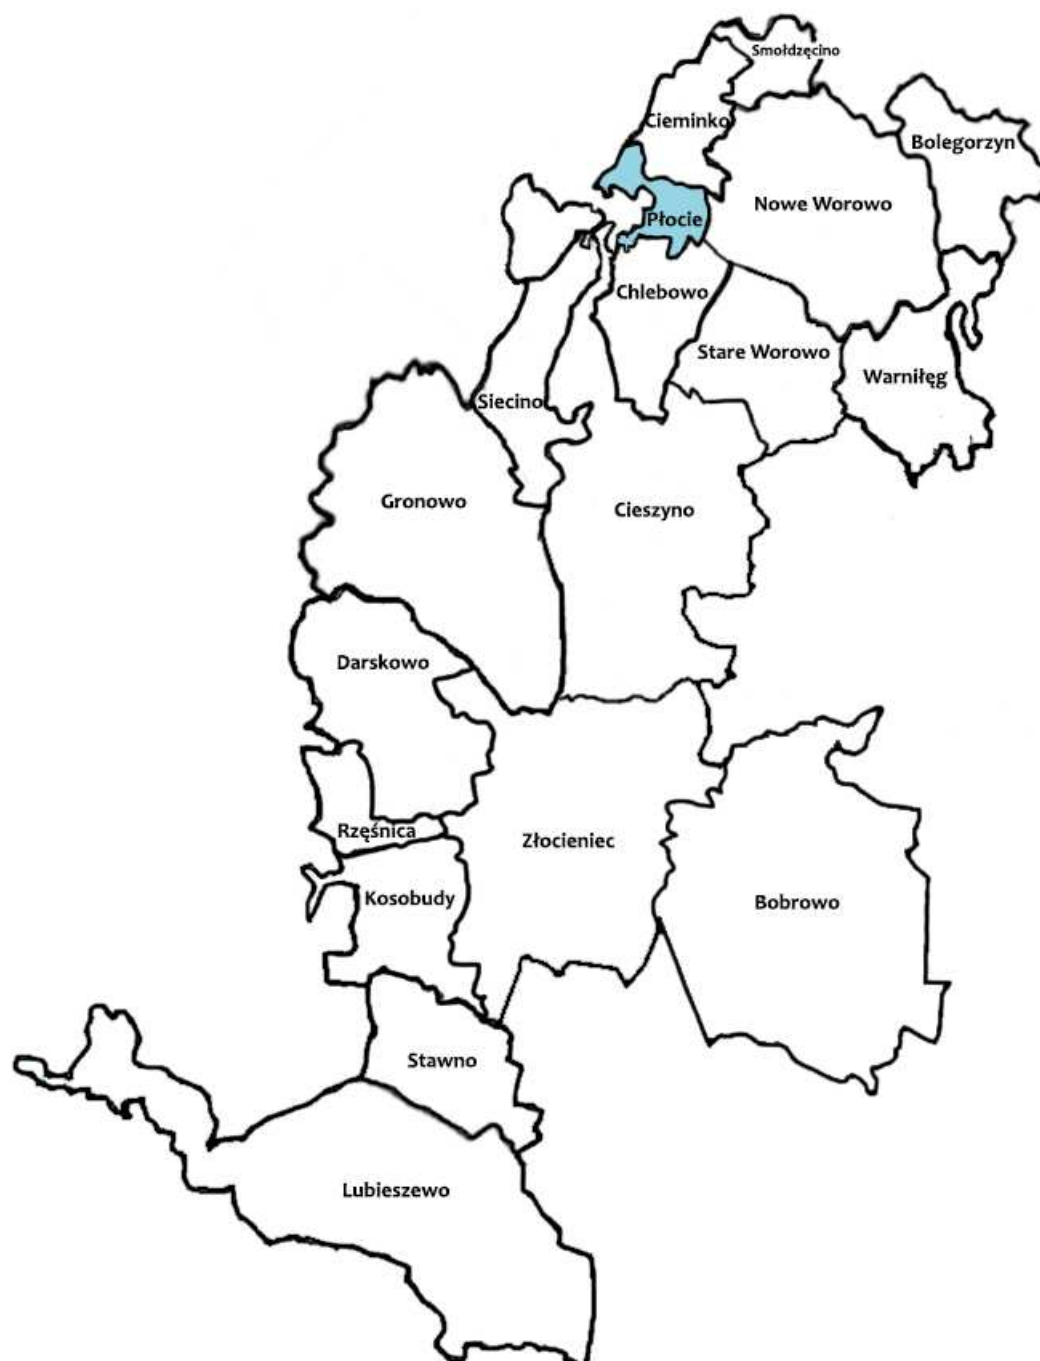 Smołdzęcino
Cieminko
Bolegorzyn
Nowe Worowo
Płocie
Chlebowo
Stare Worowo
Warniłęg
Siecino
Gronowo
Cieszyno
Darskowo
Rzęśnica
Złocieniec
Kosobudy
Bobrowo
Stawno
Lubieszewo